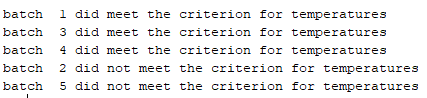 batch  1 did meet the criterion for temperatures
batch  3 did meet the criterion for temperatures
batch  4 did meet the criterion for temperatures
batch  2 did not meet the criterion for temperatures
batch  5 did not meet the criterion for temperatures